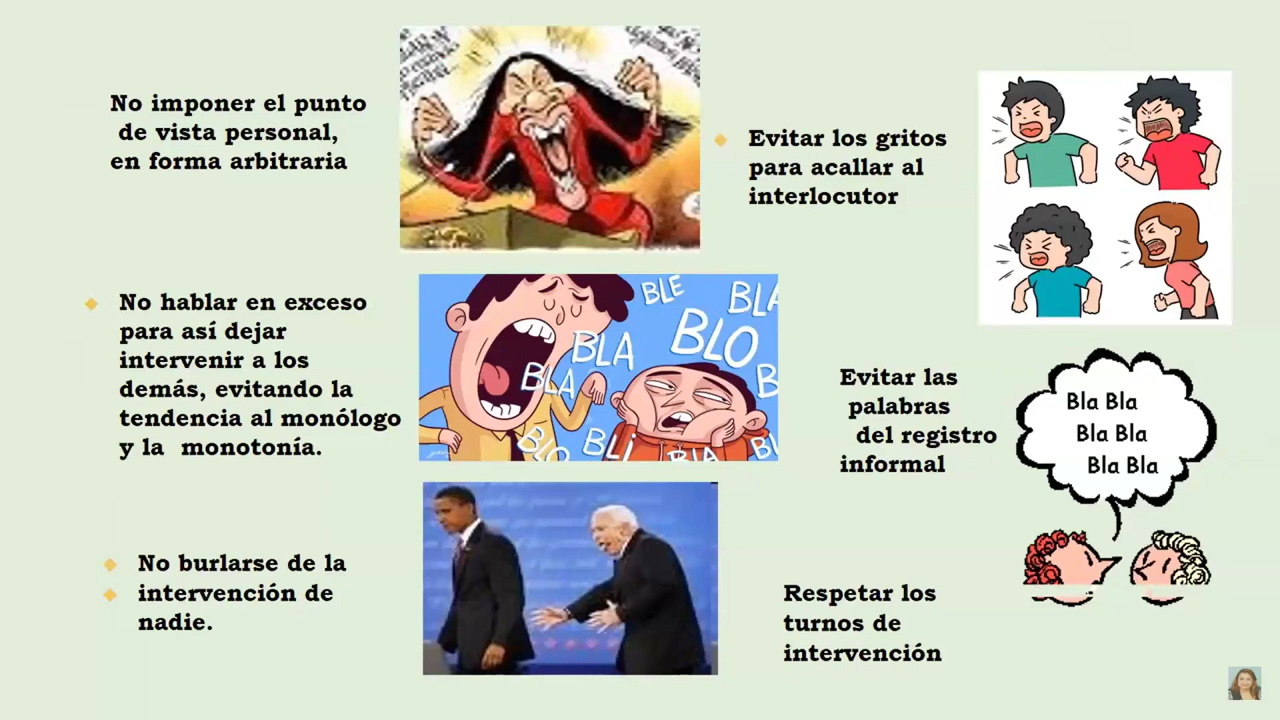 No imponer el punto
de vista personal,
en forma arbitraria
Evitar los gritos
para acallar al
interlocutor
No hablar en exceso
para así dejar
intervenir a los
demás, evitando la
tendencia al monólogo
y la monotonía.
BLE
BLA
BLO
BLA
BLA
BLO
BLi
BLA
Evitar las
palabras
del registro
informal
Bla Bla
Bla Bla
Bla Bla
No burlarse de la
intervención de
nadie.
Respetar los
turnos de
intervención